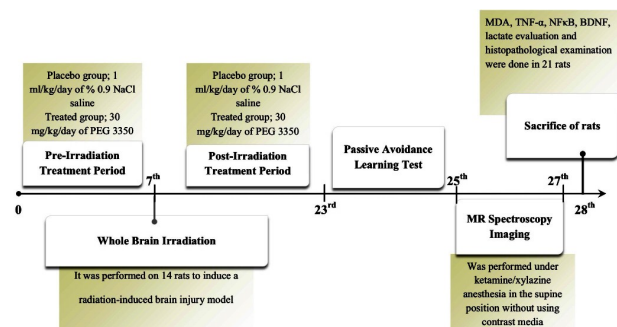 MDA, TNF-α, NFκB, BDNF,
lactate evaluation and
histopathological examination
were done in 21 rats
Placebo group; 1
ml/kg/day of % 0.9 NaCl
saline
Treated group; 30
mg/kg/day of PEG 3350
Placebo group; 1
ml/kg/day of % 0.9 NaCl
saline
Treated group; 30
mg/kg/day of PEG 3350
Sacrifice of rats
Pre-Irradiation
Treatment Period
Post-Irradiation
Treatment Period
Passive Avoidance
Learning Test
0
7th
23rd
25th
27th
28th
Whole Brain Irradiation
MR Spectroscopy
Imaging
It was performed on 14 rats to induce a
radiation-induced brain injury model
Was performed under
ketamine/xylazine
anesthesia in the supine
position without using
contrast media